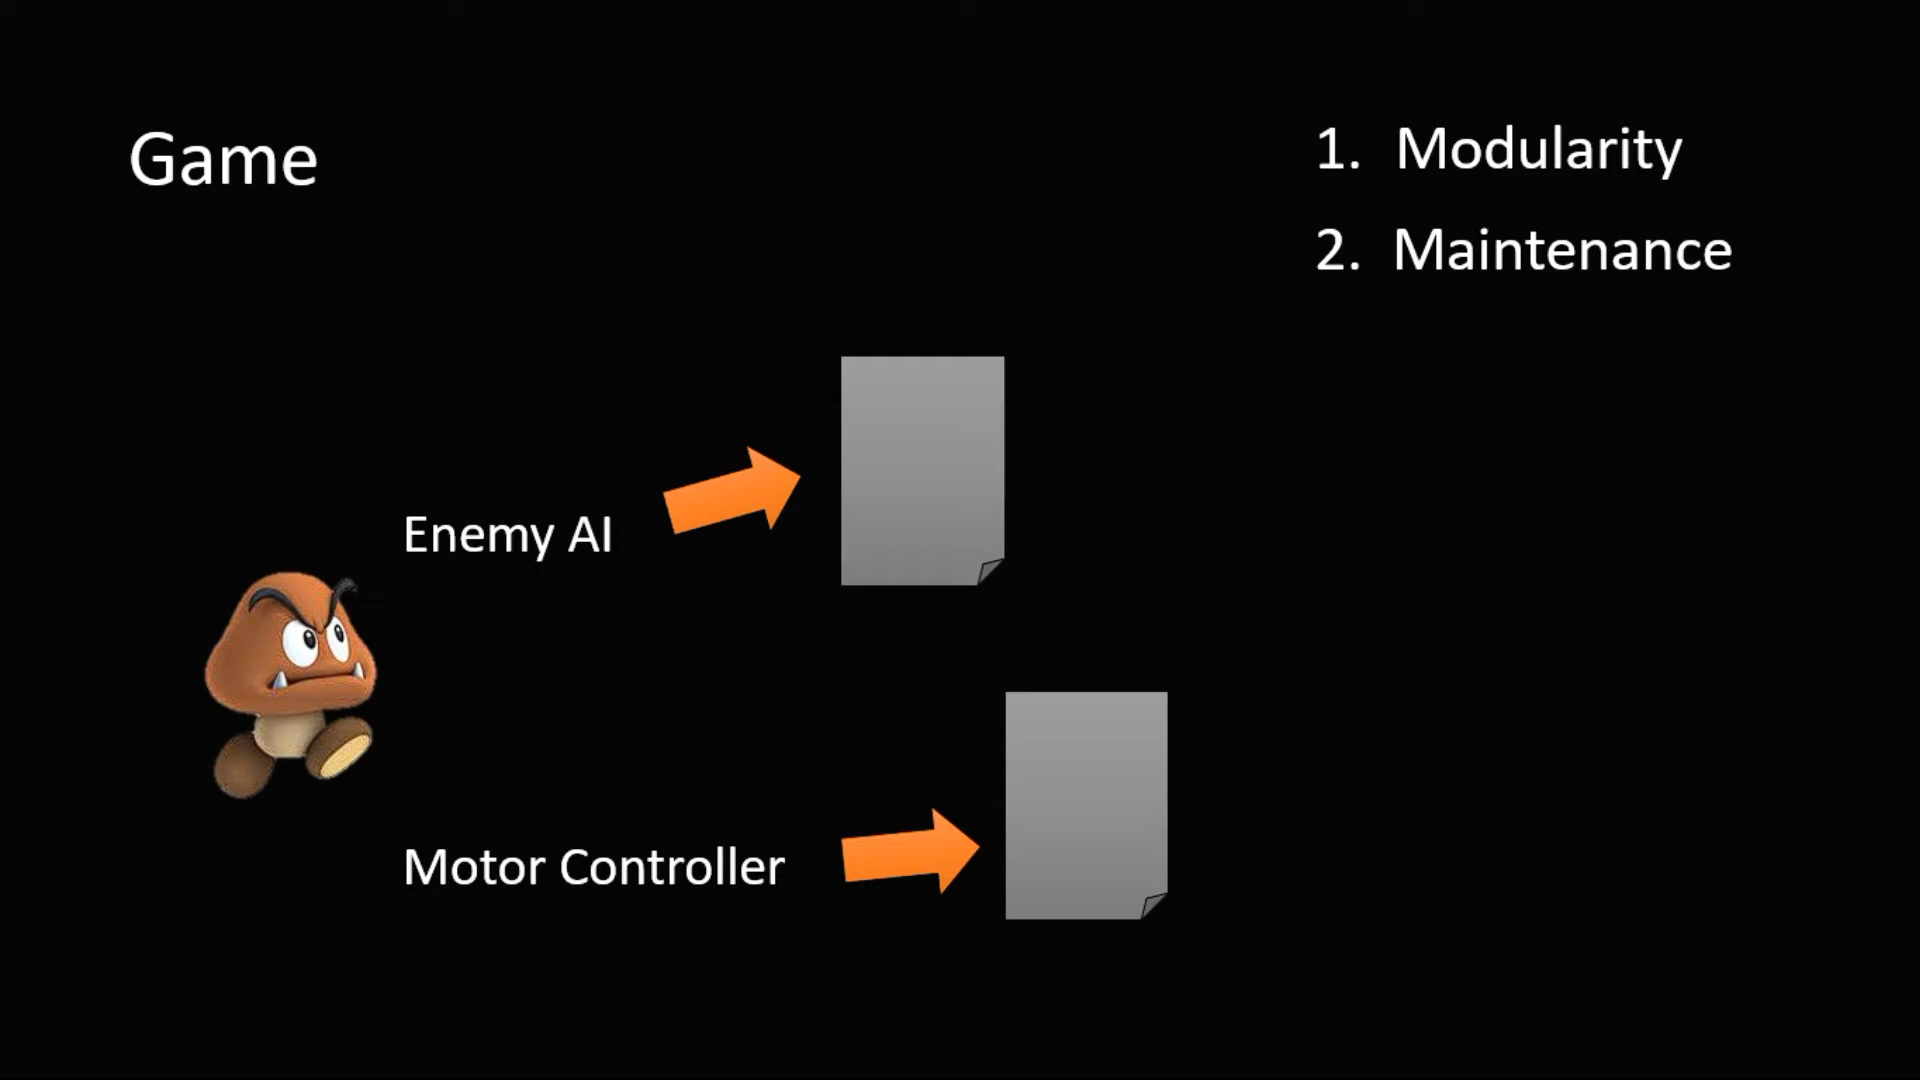 Game
1. Modularity
2. Maintenance
Enemy AI
Motor Controller